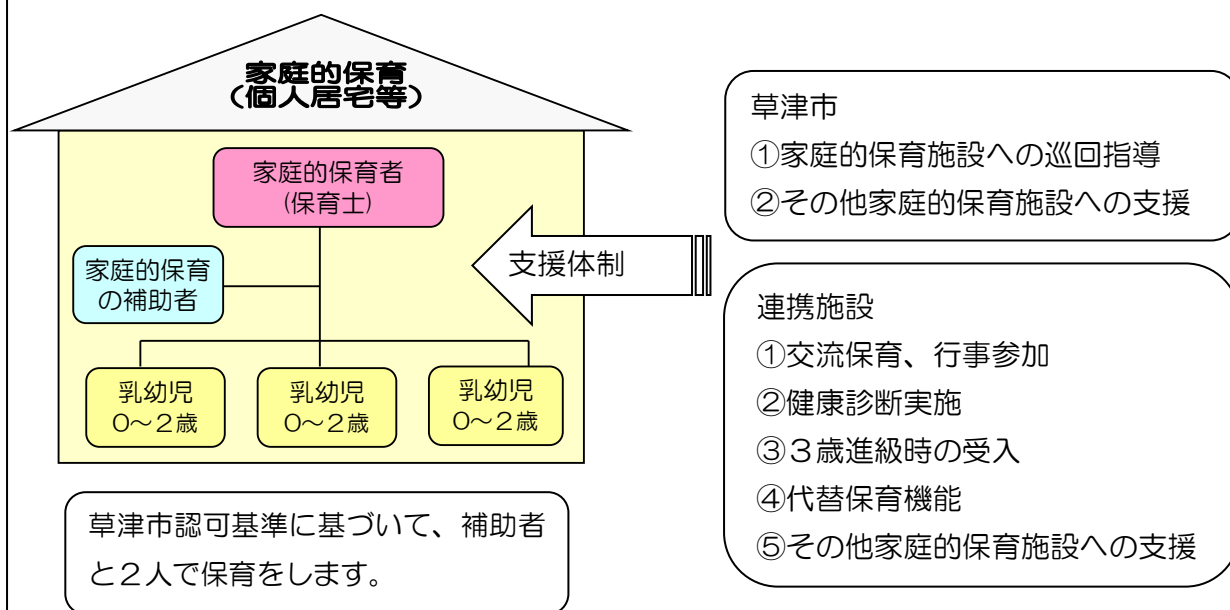 家庭的保育
(個人居宅等)
家庭的保育者
(保育士)
家庭的保育
の補助者
乳幼児
0～2歳
乳幼児
0～2歳
乳幼児
0～2歳
草津市認可基準に基づいて、補助者
と２人で保育をします。
支援体制
草津市
①家庭的保育施設への巡回指導
②その他家庭的保育施設への支援
連携施設
①交流保育、行事参加
②健康診断実施
③３歳進級時の受入
④代替保育機能
⑤その他家庭的保育施設への支援